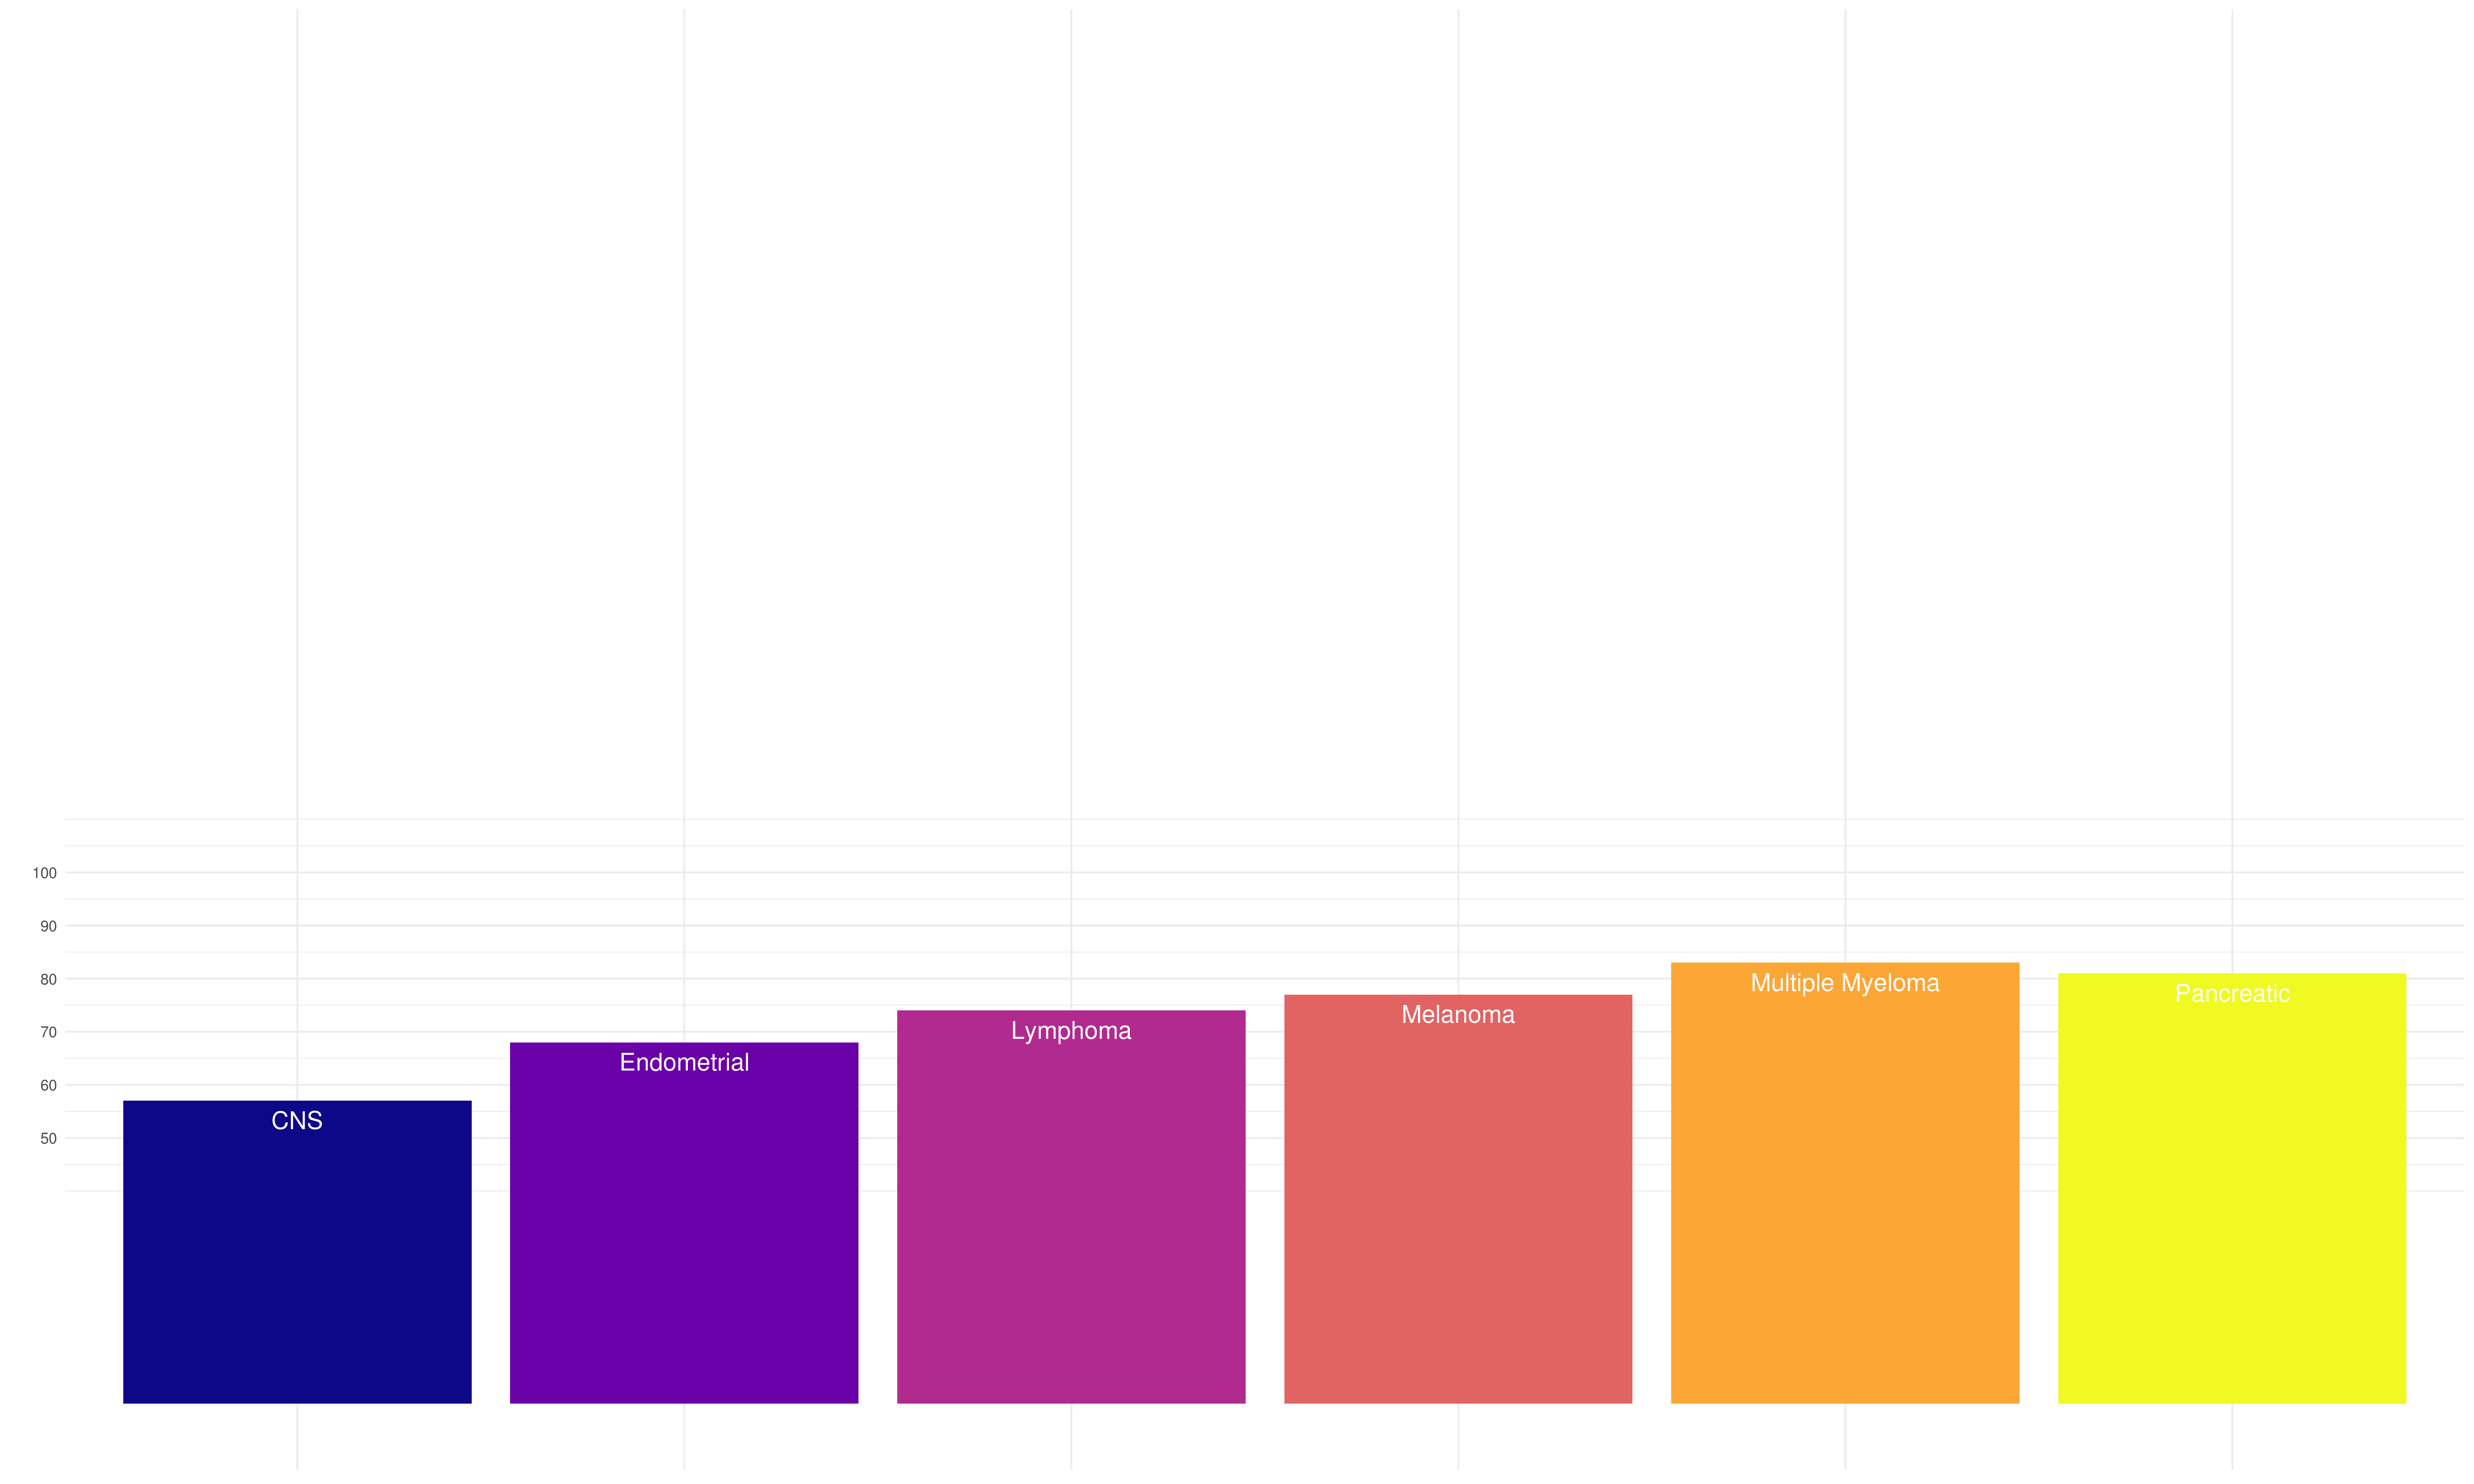 100
90
80
70
60
50
CNS
Endometrial
Lymphoma
Melanoma
Multiple Myeloma
Pancreatic